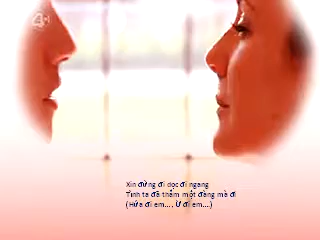 4
Xin đừng đi dọc đi ngang
Tình ta đã thắm một đàng mà đi
(Hứa đi em..., Ừ đi em....)